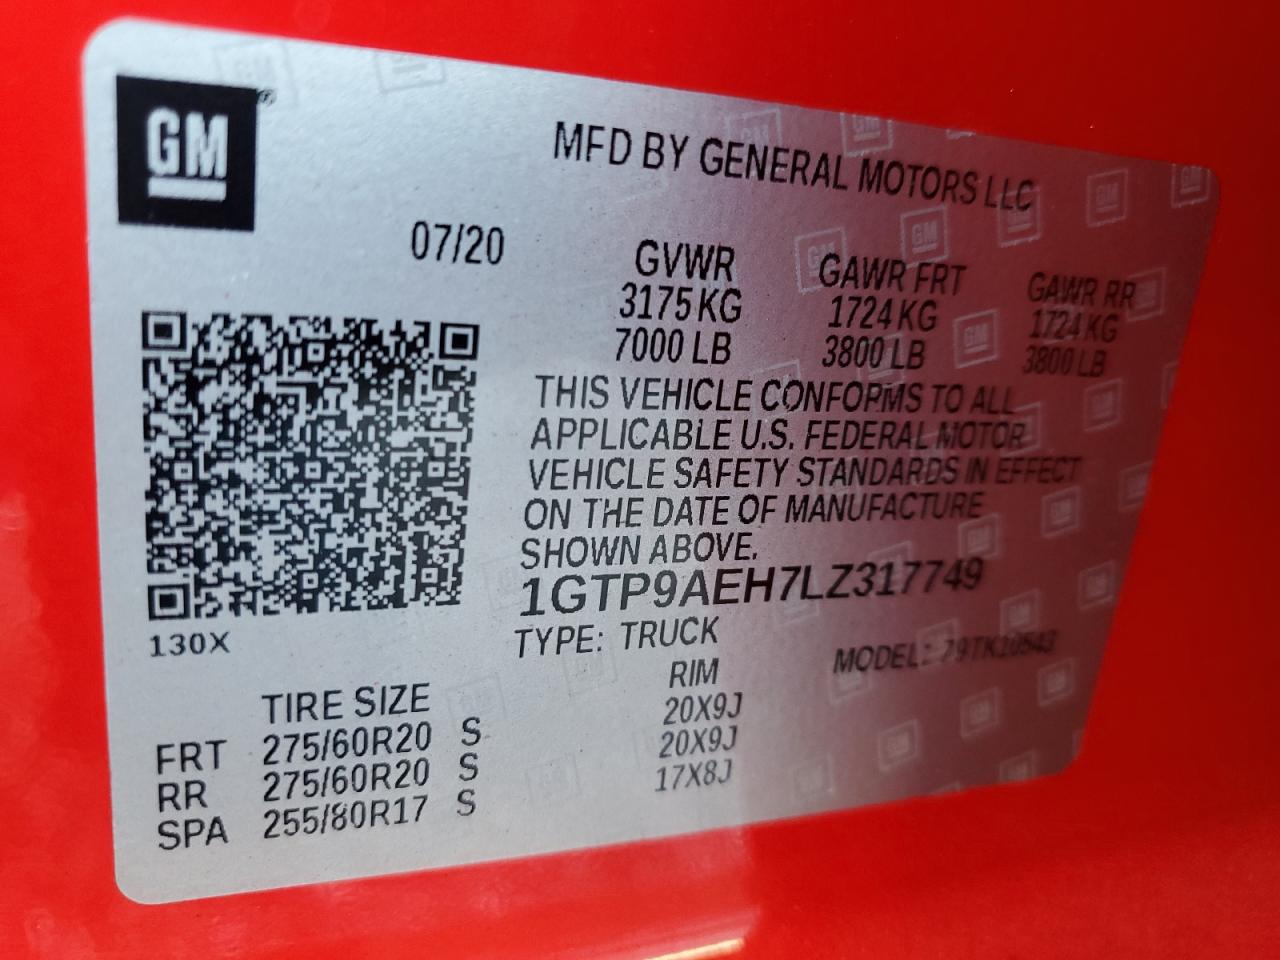 GM
MFD BY GENERAL MOTORS LLC
07/20
GVWR GAWR FRT GAWR RR
3175 KG 1724 KG 1724 KG
7000 LB 3800 LB 3800 LB
THIS VEHICLE CONFORMS TO ALL
APPLICABLE U.S. FEDERAL MOTOR
VEHICLE SAFETY STANDARDS IN EFFECT
ON THE DATE OF MANUFACTURE
SHOWN ABOVE.
1GTP9AEH7LZ317749
130X
TYPE: TRUCK
MODEL:
TIRE SIZE RIM
FRT 275/60R20 S 20X9J
RR 275/60R20 S 20X9J
SPA 255/80R17 S 17X8J